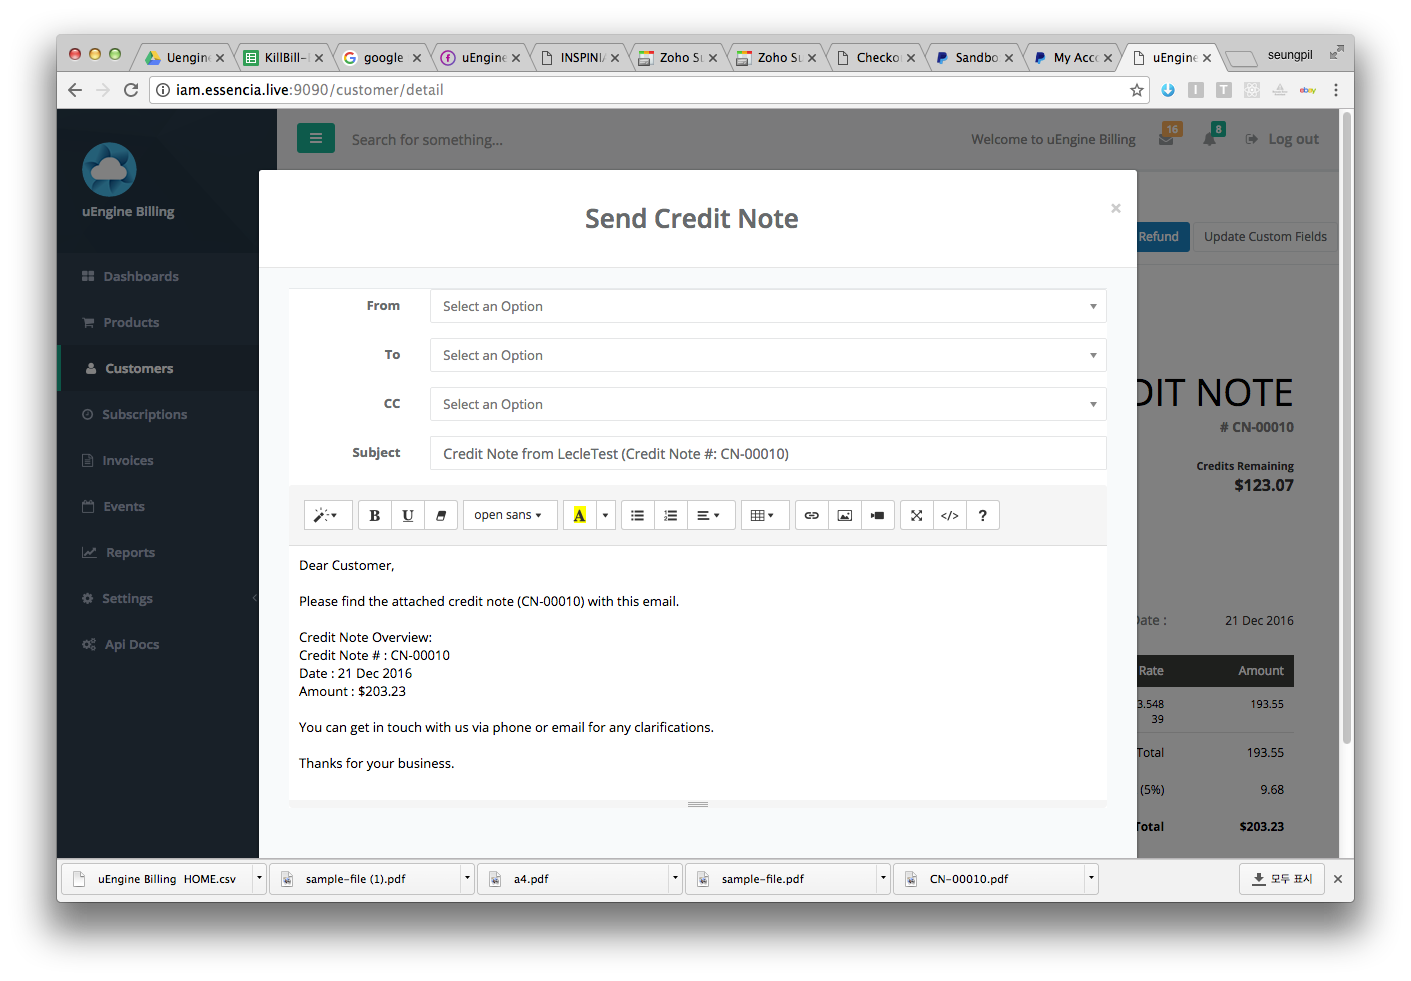 Uengin
KillBill-
google
uEngine
INSPINI
Zoho Su
Zoho Su
Checko
Sandbo
My Acc
uEngine
seungpil
iam.essencia.live:9090/customer/detail
I
T
ebay
uEngine Billing
Search for something...
Welcome to uEngine Billing
16
8
Log out
Dashboards
Products
Customers
Subscriptions
Invoices
Events
Reports
Settings
Api Docs
Send Credit Note
×
Refund
Update Custom Fields
From
Select an Option
To
Select an Option
CC
Select an Option
Subject
Credit Note from LecleTest (Credit Note #: CN-00010)
B
U
open sans
A
</>
?
Dear Customer,
Please find the attached credit note (CN-00010) with this email.
Credit Note Overview:
Credit Note # : CN-00010
Date : 21 Dec 2016
Amount : $203.23
You can get in touch with us via phone or email for any clarifications.
Thanks for your business.
DIT NOTE
# CN-00010
Credits Remaining
$123.07
Date :
21 Dec 2016
Rate
Amount
3.548
39
193.55
Total
193.55
(5%)
9.68
Total
$203.23
uEngine Billing HOME.csv
sample-file (1).pdf
a4.pdf
sample-file.pdf
CN-00010.pdf
모두 표시